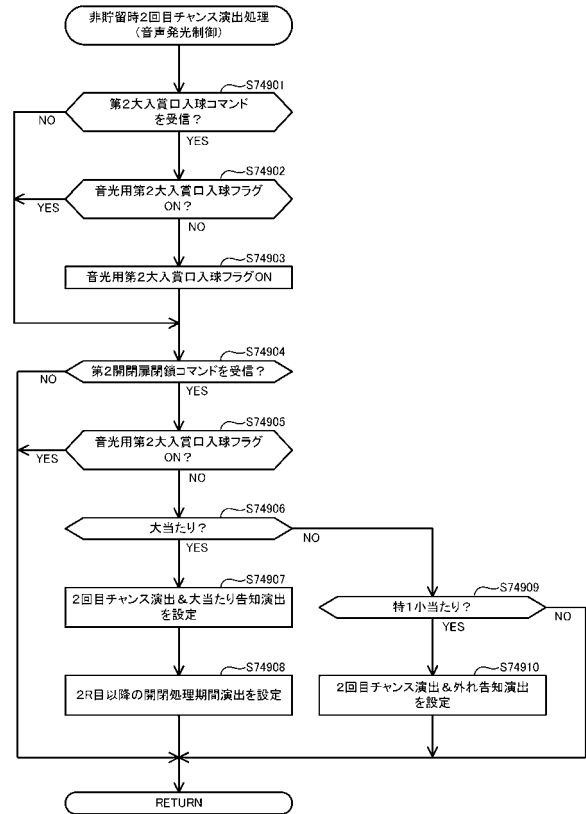 非貯留時2回目チャンス演出処理
(音声発光制御)
S74901
第2大入賞口入球コマンド
を受信?
NO
YES
S74902
音光用第2大入賞口入球フラグ
ON?
YES
NO
S74903
音光用第2大入賞口入球フラグON
S74904
第2開閉扉閉鎖コマンドを受信?
NO
YES
S74905
音光用第2大入賞口入球フラグ
ON?
YES
NO
S74906
大当たり?
NO
YES
S74907
2回目チャンス演出&大当たり告知演出
を設定
S74909
特1小当たり?
NO
YES
S74908
2R目以降の開閉処理期間演出を設定
S74910
2回目チャンス演出&外れ告知演出
を設定
RETURN